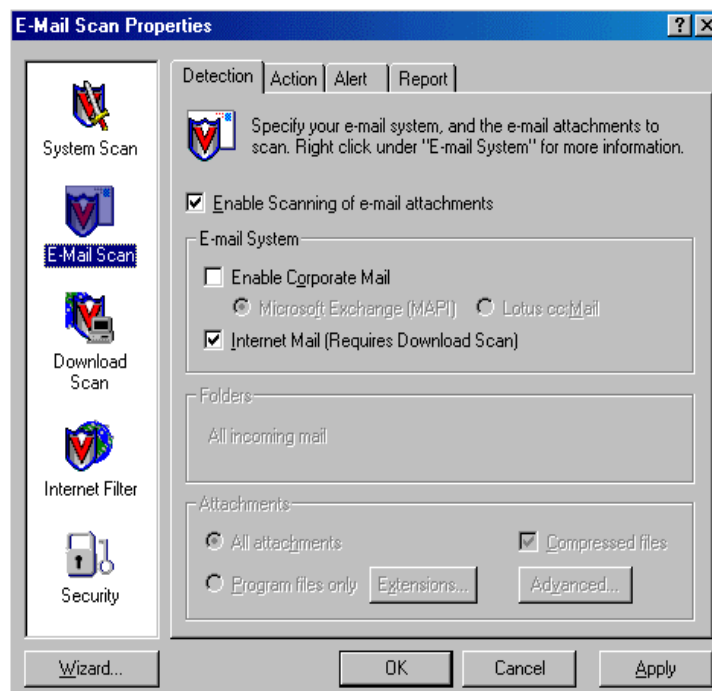 E-Mail Scan Properties
System Scan
E-Mail Scan
Download
Scan
Internet Filter
Security
Detection Action Alert Report
Specify your e-mail system, and the e-mail attachments to
scan. Right click under "E-mail System" for more information.
Enable Scanning of e-mail attachments
E-mail System
Enable Corporate Mail
Microsoft Exchange (MAPI) Lotus cc:Mail
Internet Mail (Requires Download Scan)
Folders
All incoming mail
Attachments
All attachments Compressed files
Program files only Extensions... Advanced...
Wizard... OK Cancel Apply